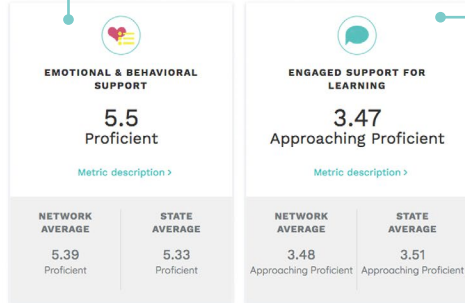 EMOTIONAL & BEHAVIORAL
SUPPORT
5.5
Proficient
Metric description >
NETWORK
AVERAGE
5.39
Proficient
STATE
AVERAGE
5.33
Proficient
ENGAGED SUPPORT FOR
LEARNING
3.47
Approaching Proficient
Metric description >
NETWORK
AVERAGE
3.48
Approaching Proficient
STATE
AVERAGE
3.51
Approaching Proficient